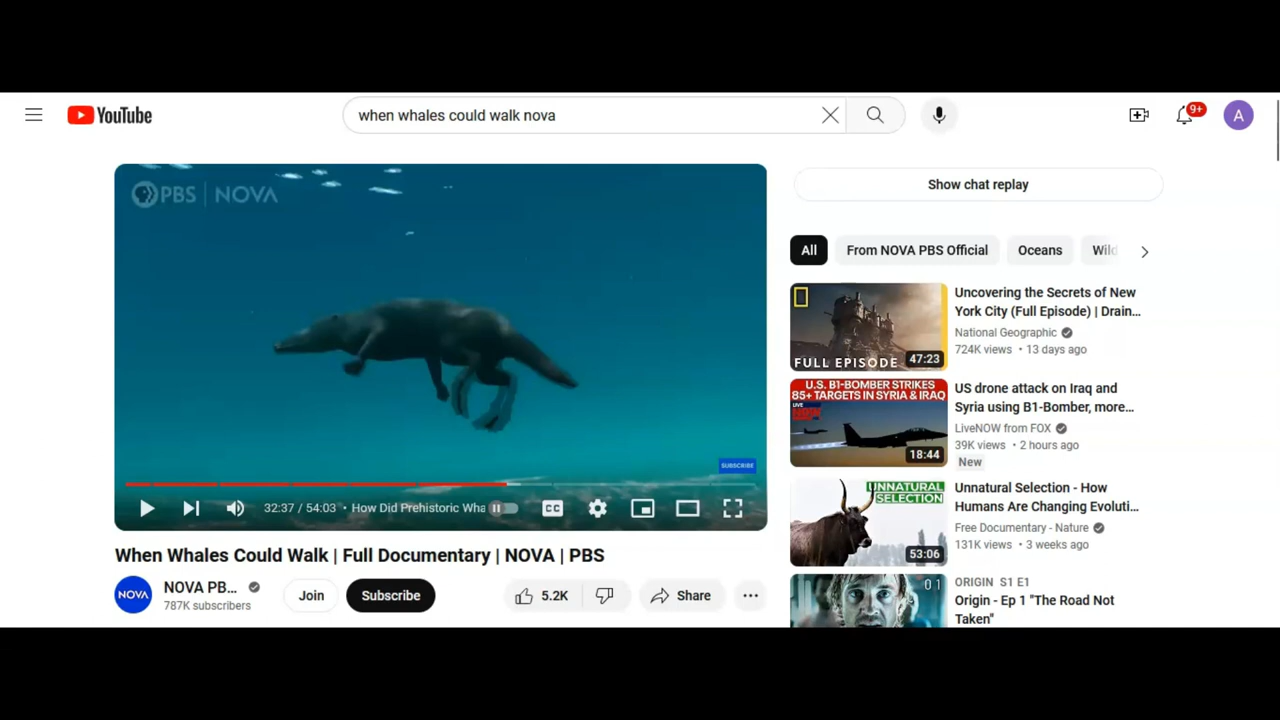 YouTube
when whales could walk nova
9+
A
PBS | NOVA
SUBSCRIBE
32:37 / 54:03 • How Did Prehistoric Wha
CC
When Whales Could Walk | Full Documentary | NOVA | PBS
NOVA
NOVA PB...
787K subscribers
Join
Subscribe
5.2K
Share
Show chat replay
All
From NOVA PBS Official
Oceans
Wild
FULL EPISODE
47:23
Uncovering the Secrets of New
York City (Full Episode) | Drain...
National Geographic
724K views • 13 days ago
U.S. B1-BOMBER STRIKES
85+ TARGETS IN SYRIA & IRAQ
LIVE
NOW
18:44
US drone attack on Iraq and
Syria using B1-Bomber, more...
LiveNOW from FOX
39K views • 2 hours ago
New
UNNATURAL
SELECTION
53:06
Unnatural Selection - How
Humans Are Changing Evoluti...
Free Documentary - Nature
131K views • 3 weeks ago
01
ORIGIN S1 E1
Origin - Ep 1 "The Road Not
Taken"